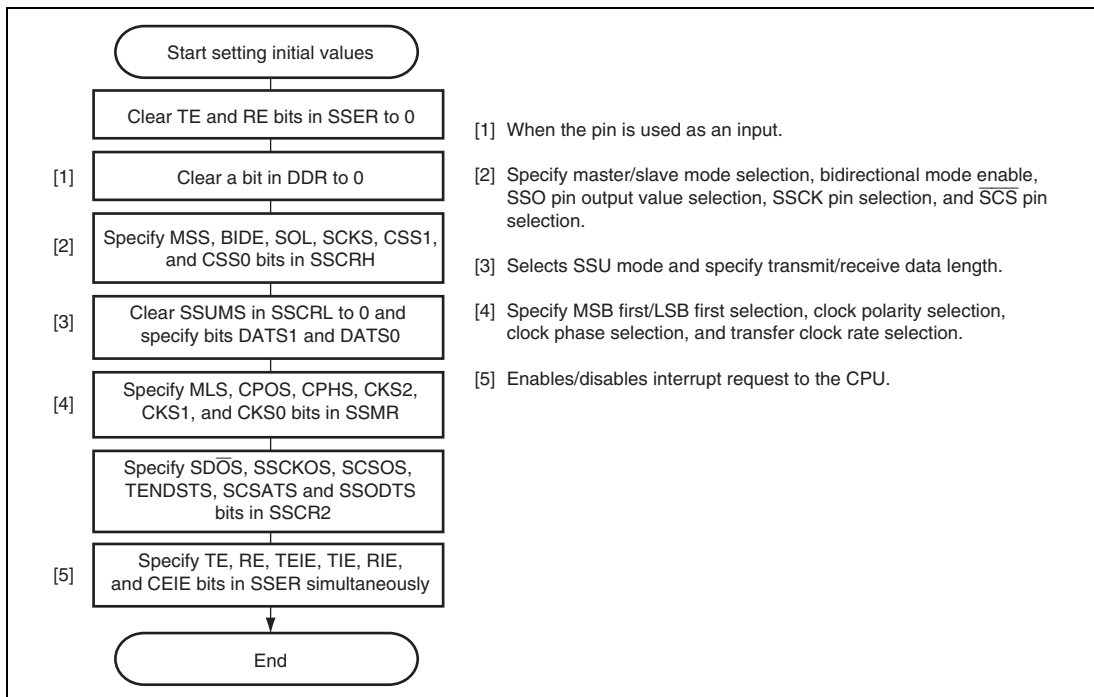 Start setting initial values
Clear TE and RE bits in SSER to 0
[1]
Clear a bit in DDR to 0
[2]
Specify MSS, BIDE, SOL, SCKS, CSS1,
and CSS0 bits in SSCRH
[3]
Clear SSUMS in SSCRL to 0 and
specify bits DATS1 and DATS0
[4]
Specify MLS, CPOS, CPHS, CKS2,
CKS1, and CKS0 bits in SSMR
Specify SDO̅S, SSCKOS, SCSOS,
TENDSTS, SCSATS and SSODTS
bits in SSCR2
[5]
Specify TE, RE, TEIE, TIE, RIE,
and CEIE bits in SSER simultaneously
End
[1] When the pin is used as an input.
[2] Specify master/slave mode selection, bidirectional mode enable,
SSO pin output value selection, SSCK pin selection, and S̅C̅S̅ pin
selection.
[3] Selects SSU mode and specify transmit/receive data length.
[4] Specify MSB first/LSB first selection, clock polarity selection,
clock phase selection, and transfer clock rate selection.
[5] Enables/disables interrupt request to the CPU.